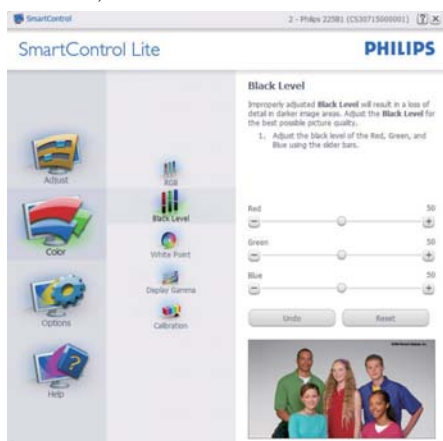 SmartControl
2 - Philips 225B1 (CS30715000001)
SmartControl Lite
PHILIPS
Adjust
Color
Options
Help
RGB
Black Level
White Point
Display Gamma
Calibration
Black Level
Improperly adjusted Black Level will result in a loss of
detail in darker image areas. Adjust the Black Level for
the best possible picture quality.
1. Adjust the black level of the Red, Green, and
Blue using the slider bars.
Red 50
Green 50
Blue 50
Undo Reset